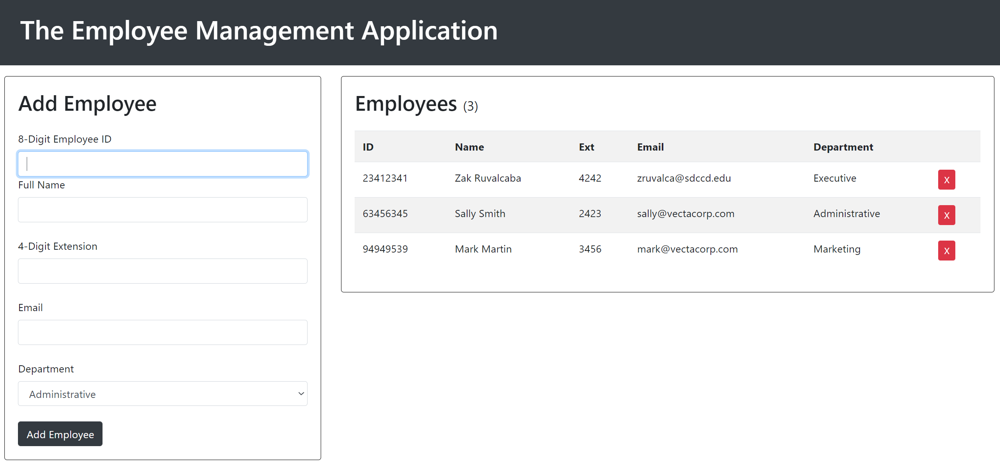 The Employee Management Application
Add Employee
8-Digit Employee ID
Full Name
4-Digit Extension
Email
Department
Administrative
Add Employee
Employees (3)
ID Name Ext Email Department
23412341 Zak Ruvalcaba 4242 zruvalca@sdccd.edu Executive X
63456345 Sally Smith 2423 sally@vectacorp.com Administrative X
94949539 Mark Martin 3456 mark@vectacorp.com Marketing X